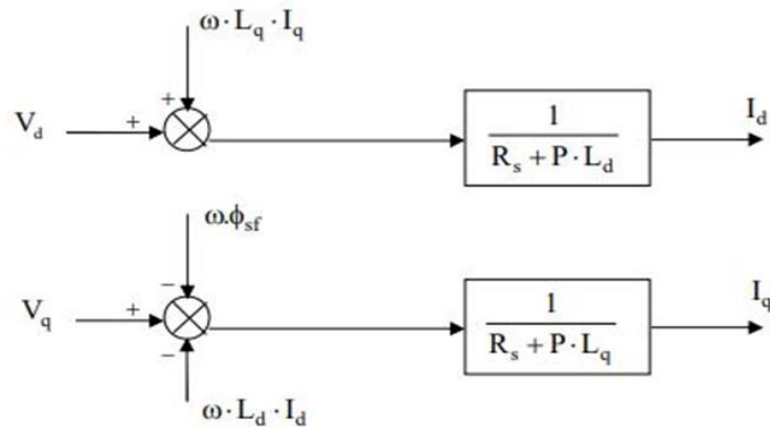 ω · L_q · I_q
+
V_d
+
1
R_s + P · L_d
I_d
ω.ϕ_sf
−
V_q
+
1
R_s + P · L_q
I_q
−
ω · L_d · I_d